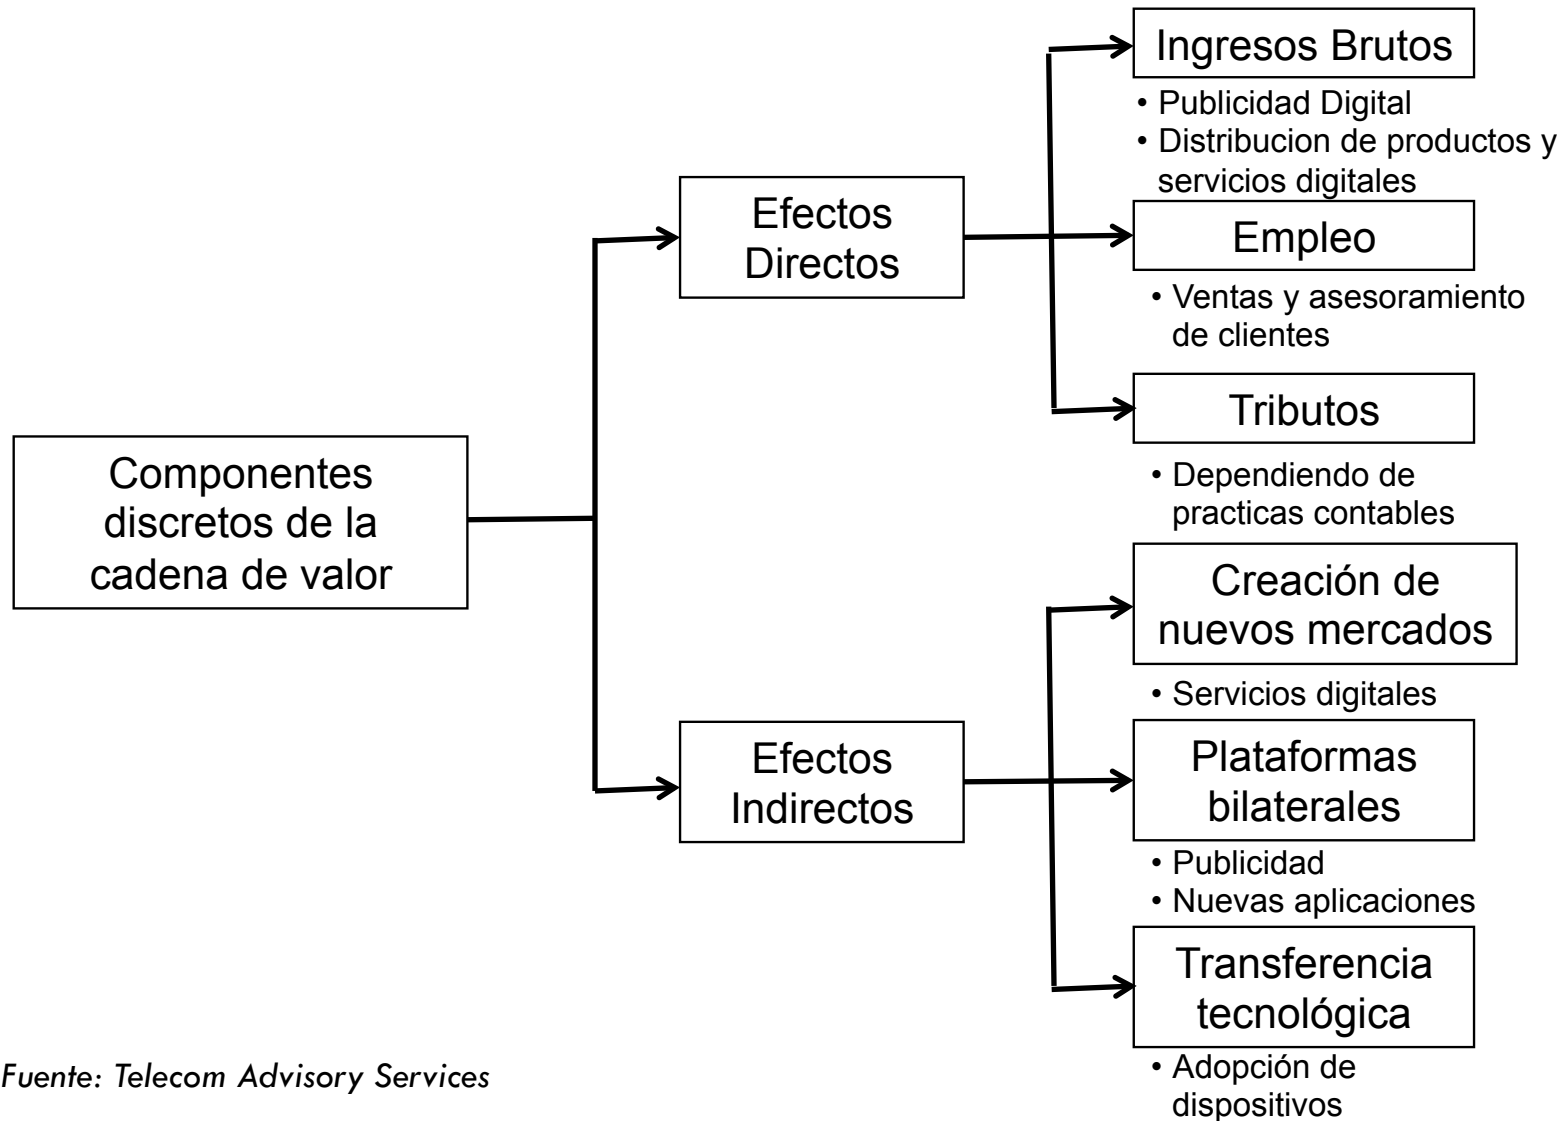 Componentes
discretos de la
cadena de valor
Efectos
Directos
Ingresos Brutos
• Publicidad Digital
• Distribucion de productos y
servicios digitales
Empleo
• Ventas y asesoramiento
de clientes
Tributos
• Dependiendo de
practicas contables
Efectos
Indirectos
Creación de
nuevos mercados
• Servicios digitales
Plataformas
bilaterales
• Publicidad
• Nuevas aplicaciones
Transferencia
tecnológica
• Adopción de
dispositivos
Fuente: Telecom Advisory Services